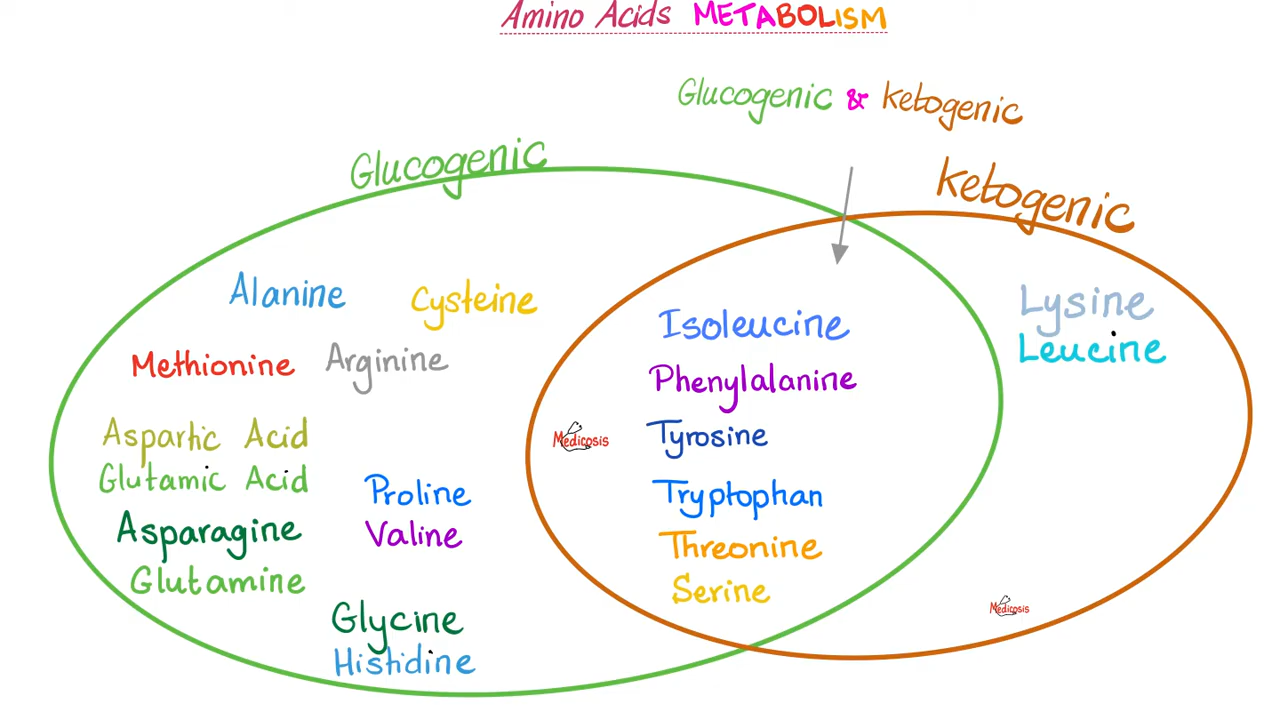 Amino Acids METABOLISM
Glucogenic & ketogenic
Glucogenic
ketogenic
Alanine
Cysteine
Methionine
Arginine
Aspartic Acid
Glutamic Acid
Asparagine
Glutamine
Proline
Valine
Glycine
Histidine
Isoleucine
Phenylalanine
Tyrosine
Tryptophan
Threonine
Serine
Lysine
Leucine
Medicosis
Medicosis